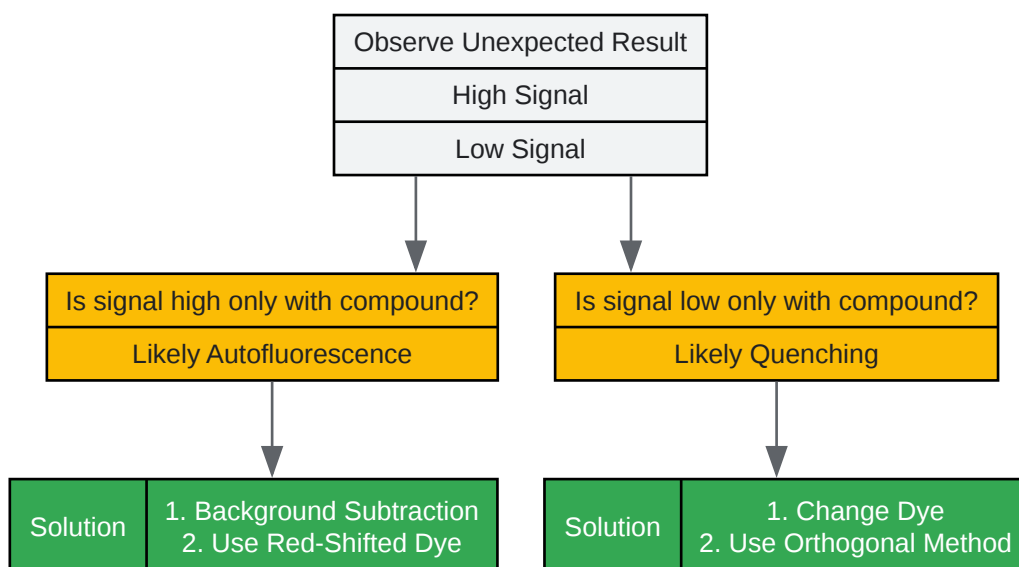 Observe Unexpected Result
High Signal
Low Signal
Is signal high only with compound?
Likely Autofluorescence
Is signal low only with compound?
Likely Quenching
Solution
1. Background Subtraction
2. Use Red-Shifted Dye
Solution
1. Change Dye
2. Use Orthogonal Method